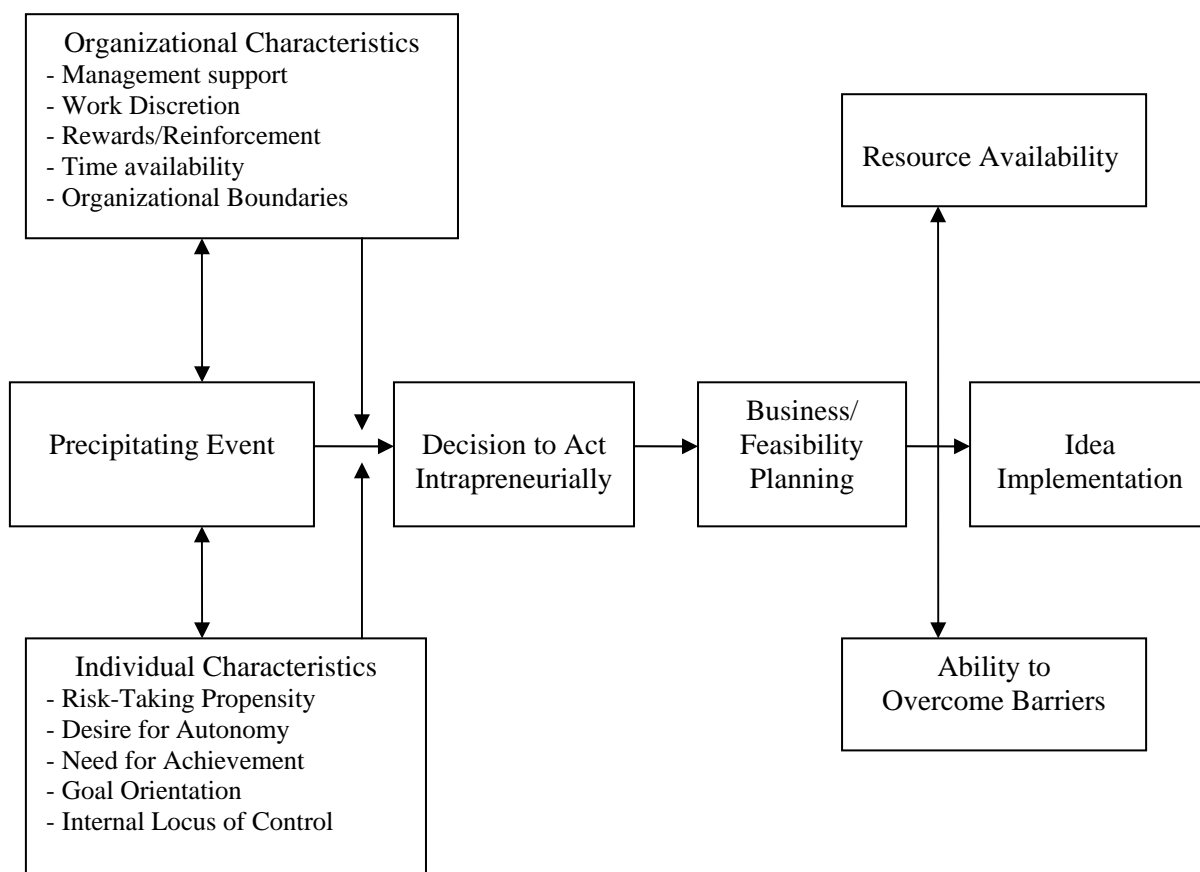 Organizational Characteristics
- Management support
- Work Discretion
- Rewards/Reinforcement
- Time availability
- Organizational Boundaries
Resource Availability
Precipitating Event
Decision to Act
Intrapreneurially
Business/
Feasibility
Planning
Idea
Implementation
Individual Characteristics
- Risk-Taking Propensity
- Desire for Autonomy
- Need for Achievement
- Goal Orientation
- Internal Locus of Control
Ability to
Overcome Barriers